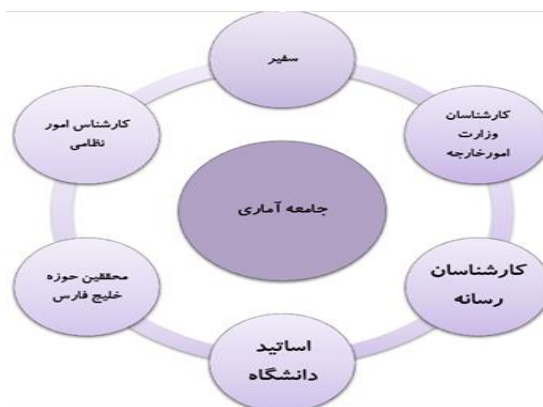 سفیر
کارشناسان
وزارت
امورخارجه
کارشناسان
رسانه
اساتید
دانشگاه
محققین حوزه
خلیج فارس
کارشناس امور
نظامی
جامعه آماری